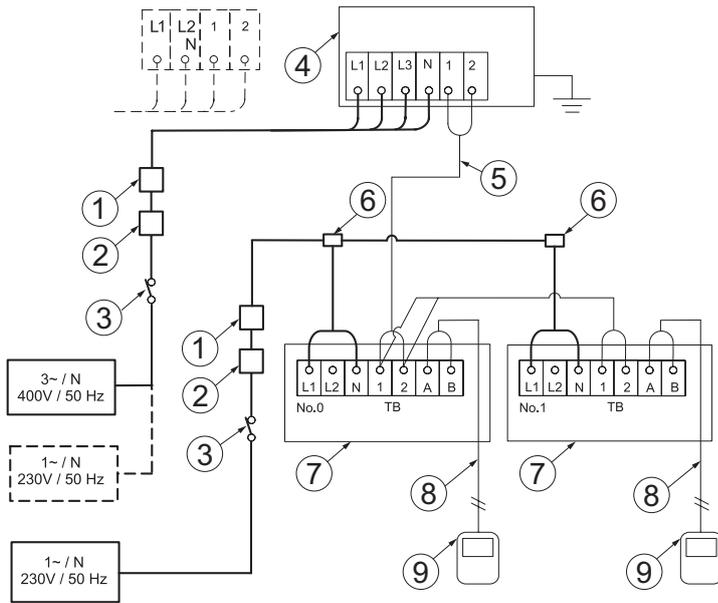 L1 L2 1 2
N
4
L1 L2 L3 N 1 2
1
5
6
6
2
3
1
2
3
3~ / N
400V / 50 Hz
1~ / N
230V / 50 Hz
1~ / N
230V / 50 Hz
L1 L2 N 1 2 A B
No.0 TB
L1 L2 N 1 2 A B
No.1 TB
7
7
8
8
9
9